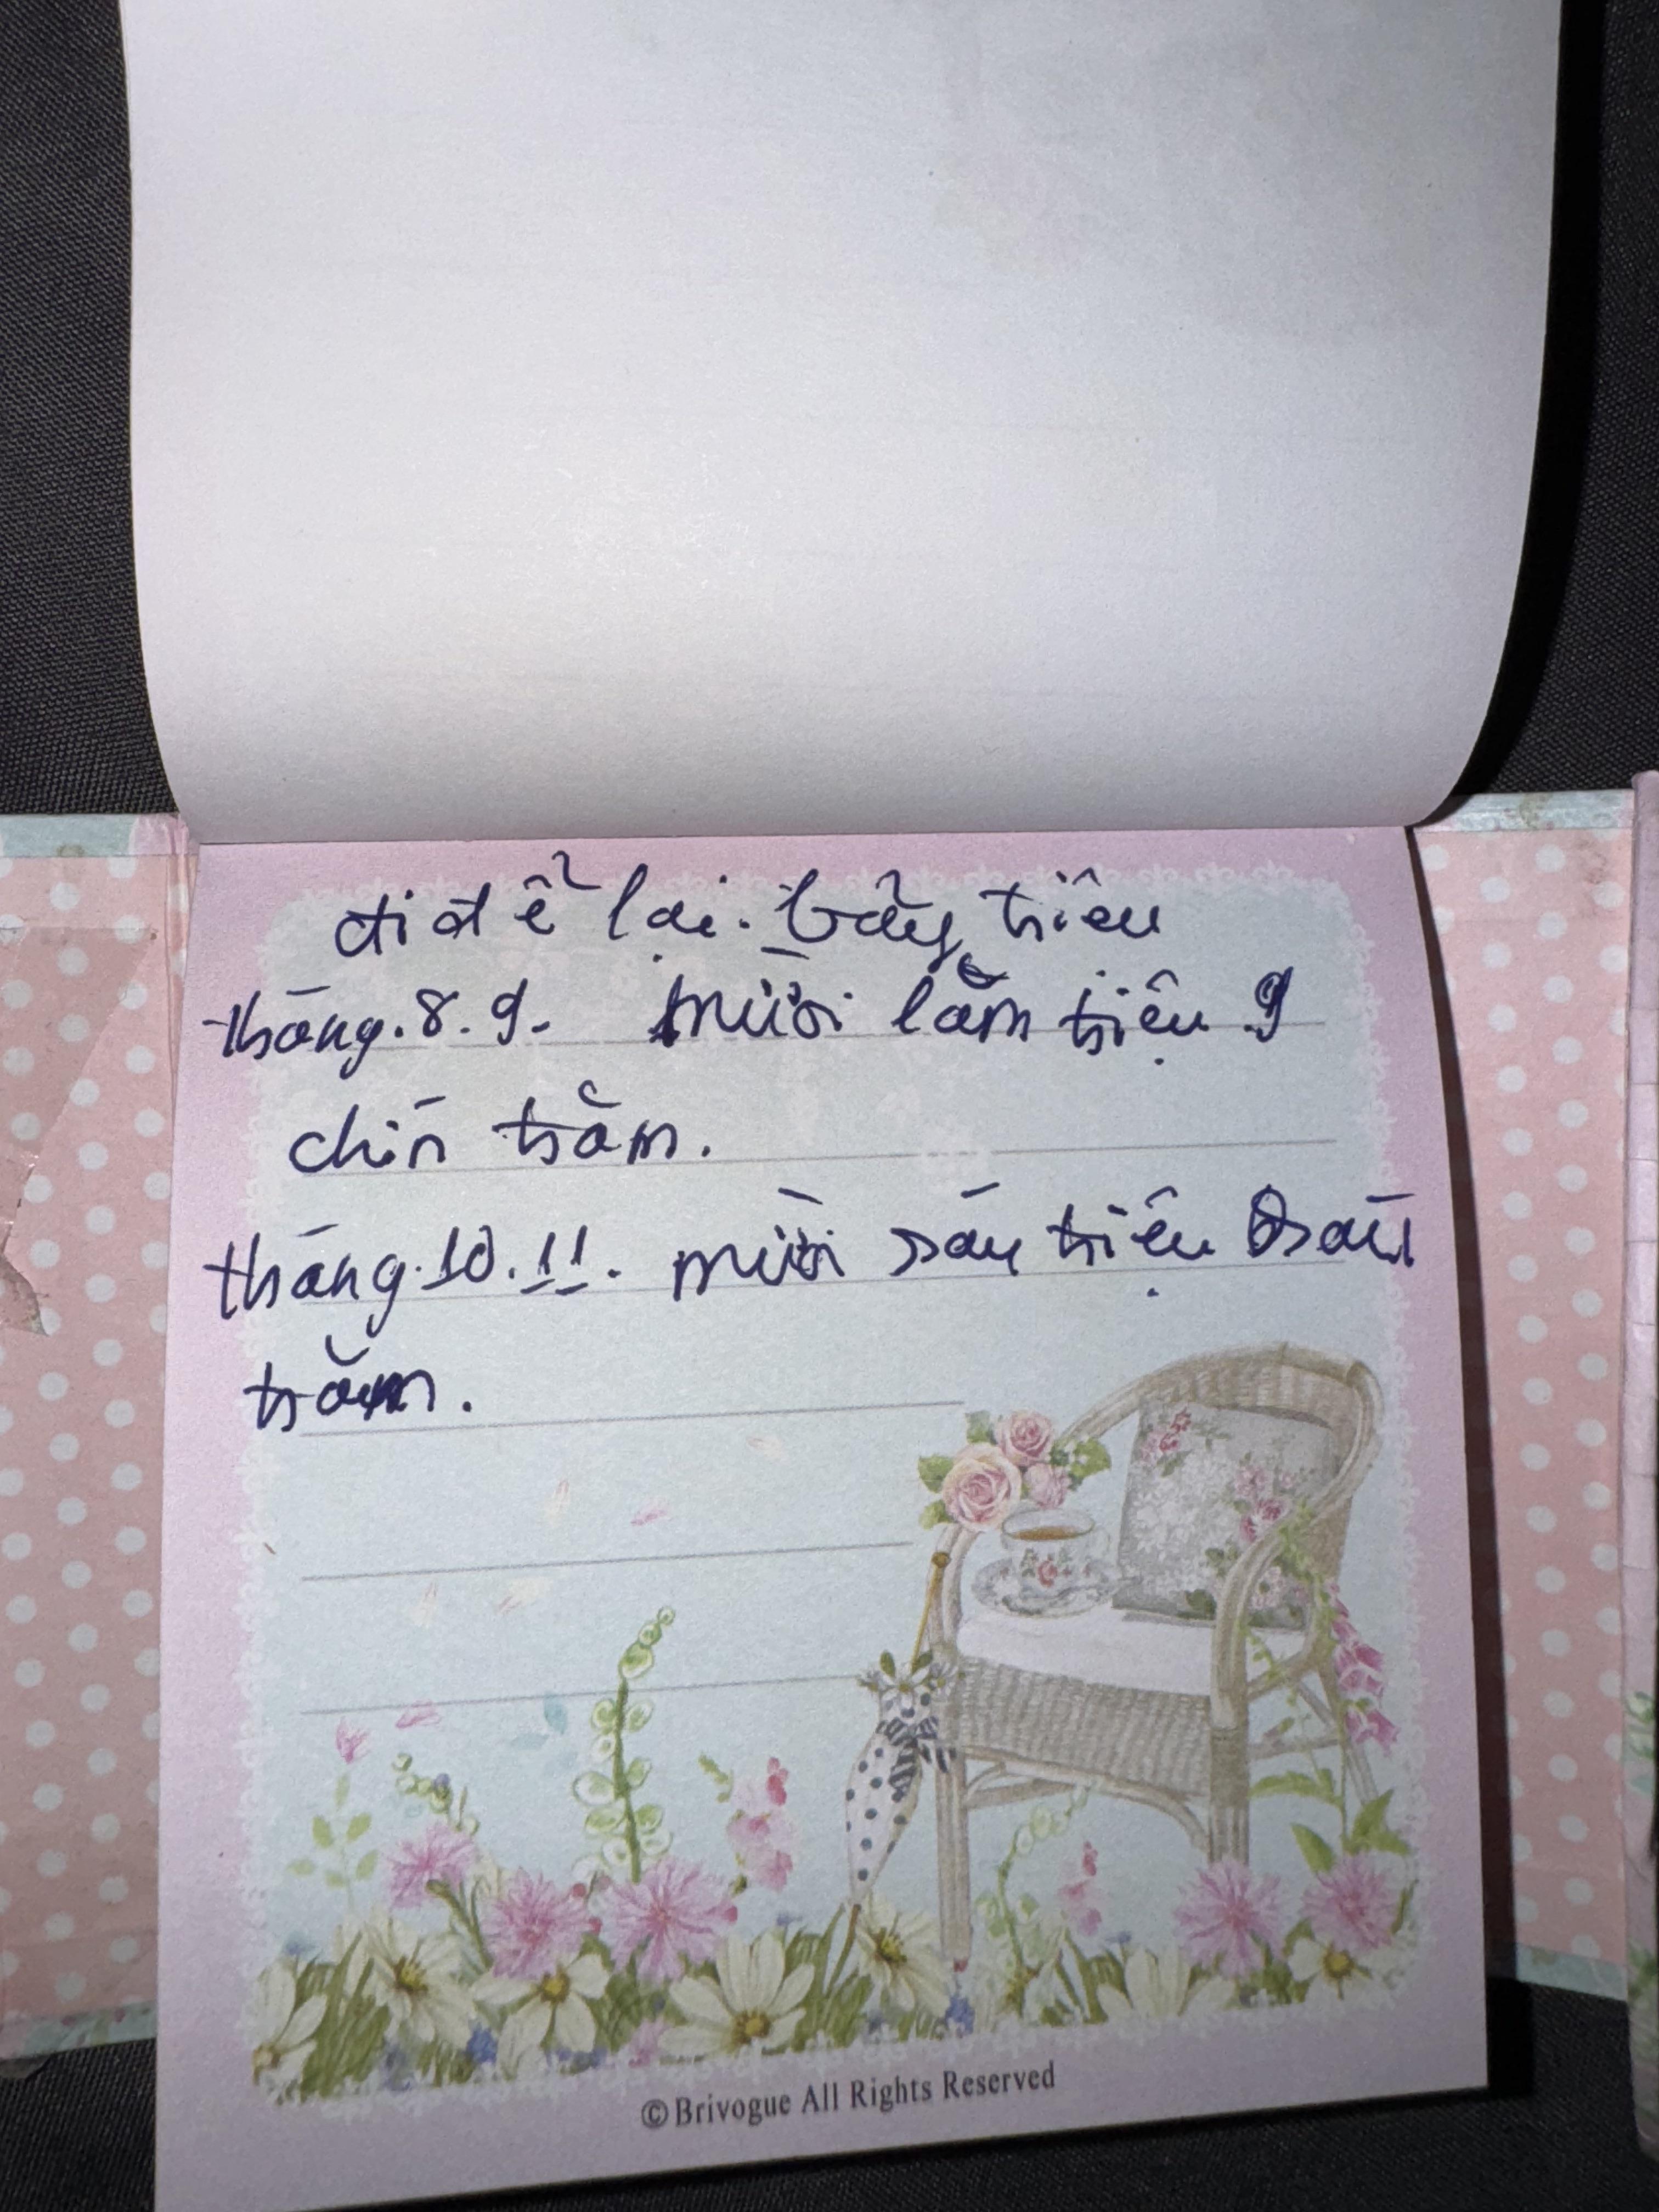 đi để lại. bảy triêu
tháng. 8. 9. mười lăm triệu 9
chín trăm.
tháng. 10. 11. mười sáu triệu sáu
trăm.
©Brivogue All Rights Reserved